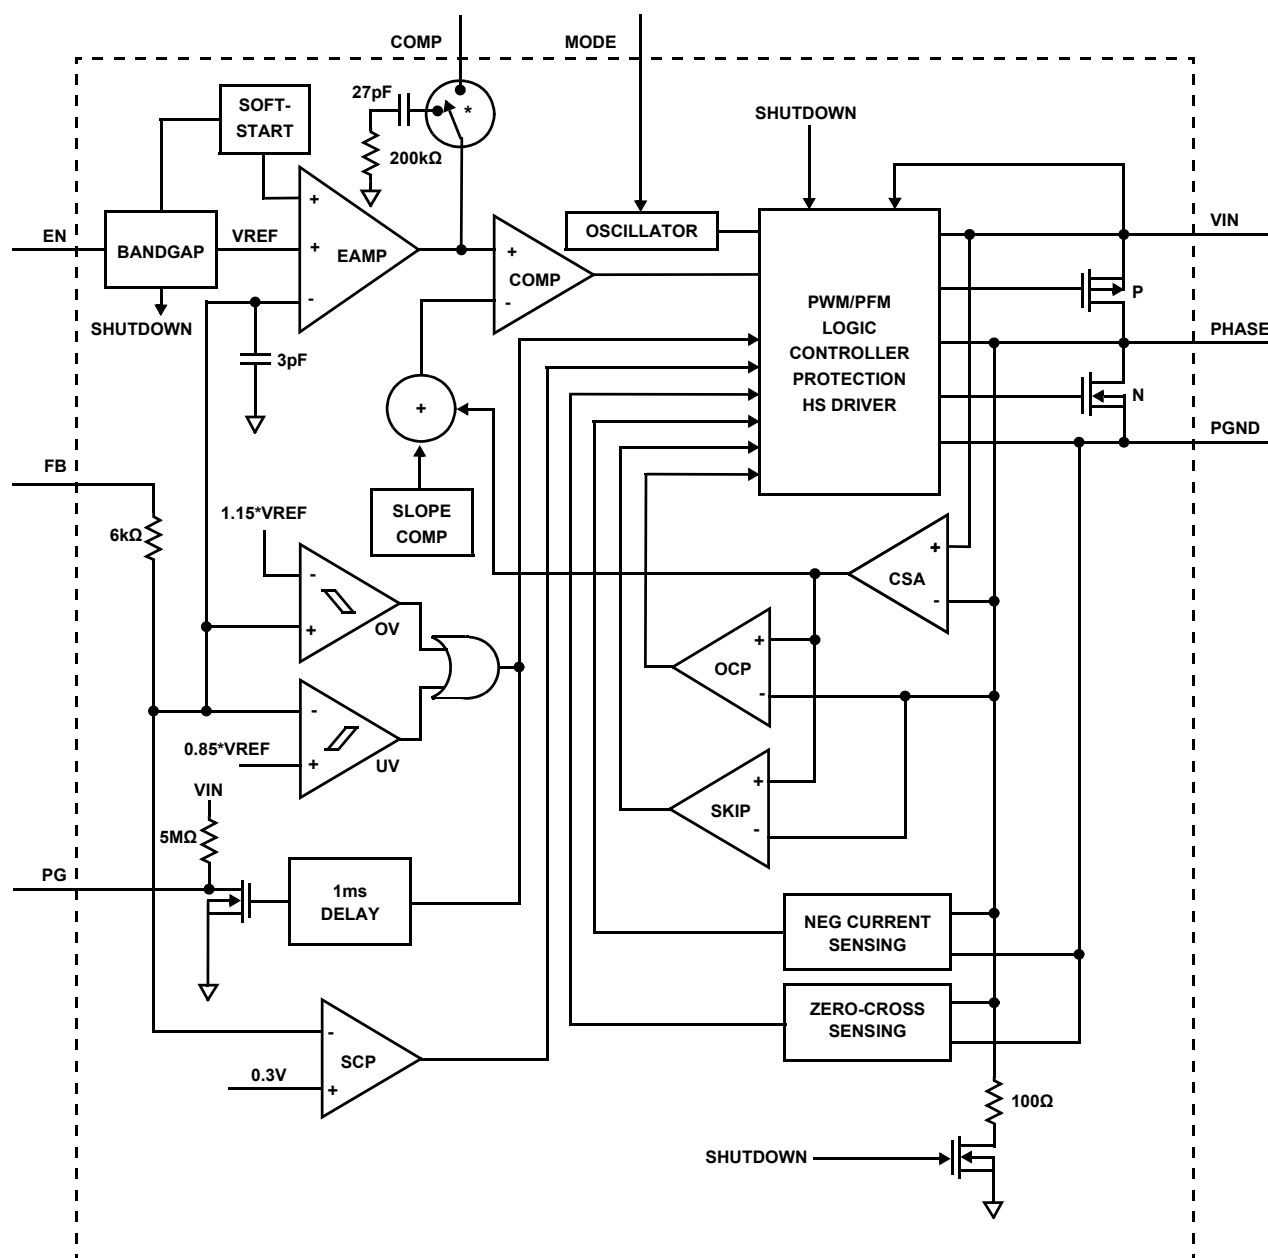 COMP
MODE
27pF
*
SOFT-
START
200kΩ
SHUTDOWN
EN
BANDGAP
VREF
+
+
-
EAMP
SHUTDOWN
3pF
+
-
COMP
OSCILLATOR
PWM/PFM
LOGIC
CONTROLLER
PROTECTION
HS DRIVER
VIN
P
PHASE
N
PGND
+
SLOPE
COMP
FB
6kΩ
1.15*VREF
-
+
OV
-
+
UV
0.85*VREF
+
-
CSA
+
-
OCP
+
-
SKIP
VIN
5MΩ
PG
1ms
DELAY
NEG CURRENT
SENSING
ZERO-CROSS
SENSING
-
+
SCP
0.3V
100Ω
SHUTDOWN